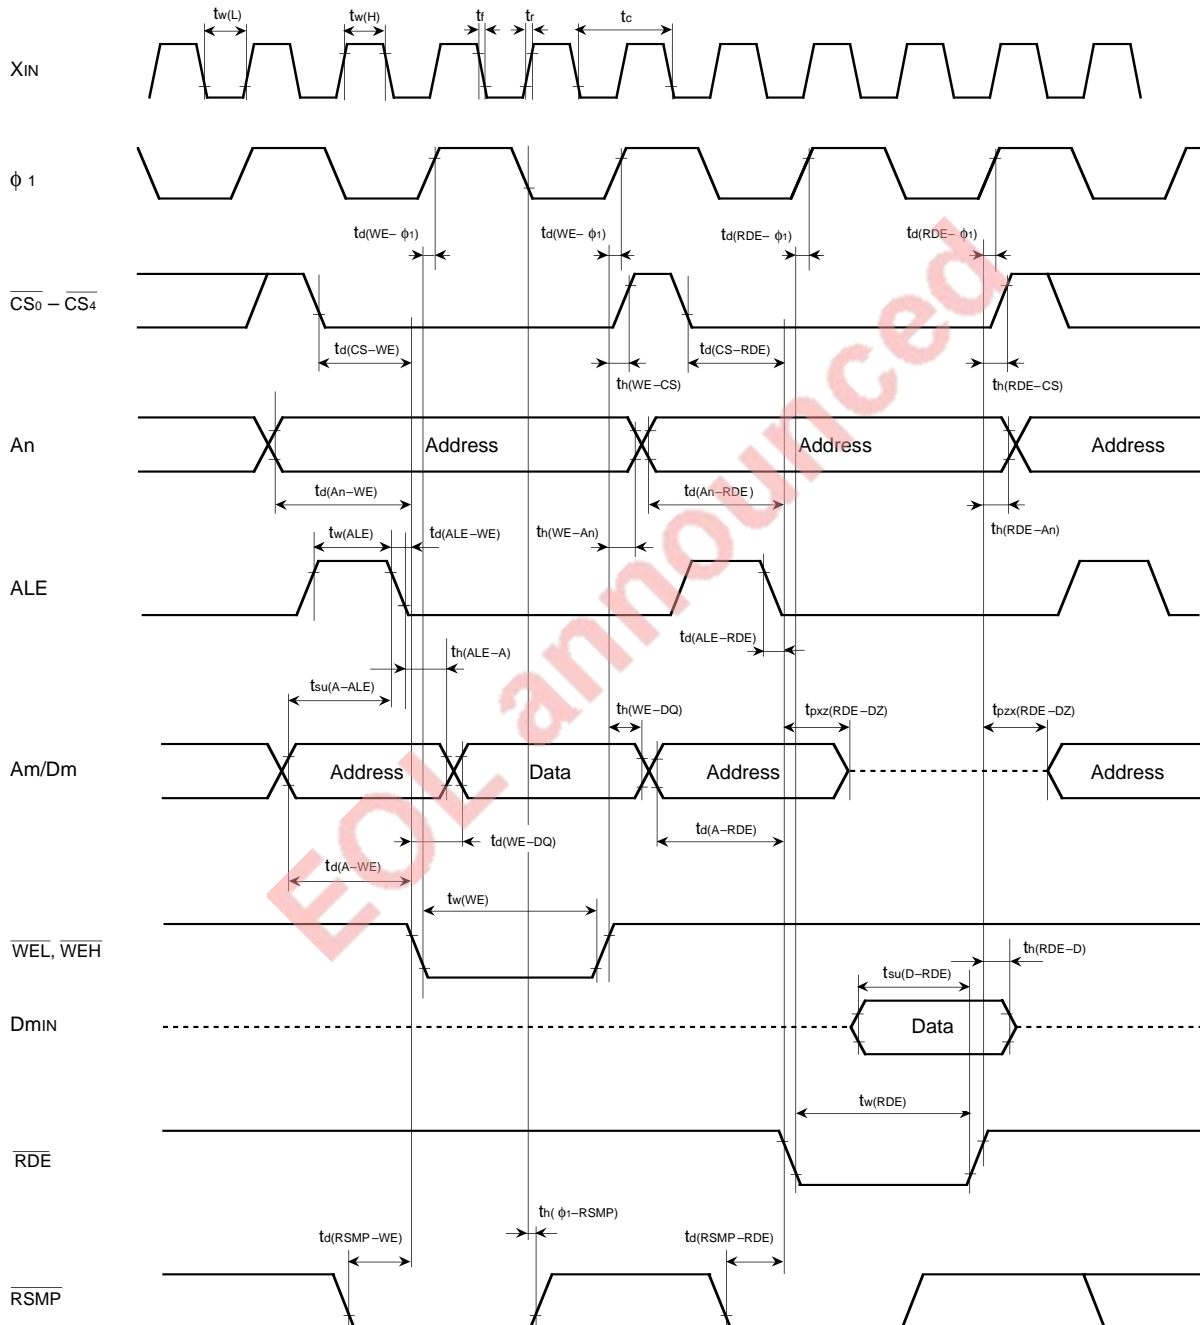 tw(L) tw(H) tf tr tc
XIN
ϕ 1
td(WE– ϕ1) td(WE– ϕ1) td(RDE– ϕ1) td(RDE– ϕ1)
CS0 – CS4
td(CS–WE) td(CS–RDE)
th(WE–CS) th(RDE–CS)
An Address Address Address
td(An–WE) td(An–RDE)
tw(ALE) td(ALE–WE) th(WE–An) th(RDE–An)
ALE
td(ALE–RDE)
th(ALE–A)
tsu(A–ALE)
th(WE–DQ) tpxz(RDE–DZ) tpzx(RDE–DZ)
Am/Dm Address Data Address Address
td(WE–DQ) td(A–RDE)
td(A–WE)
tw(WE)
WEL, WEH
th(RDE–D)
tsu(D–RDE)
DmIN Data
tw(RDE)
RDE
th( ϕ1–RSMP)
td(RSMP–WE) td(RSMP–RDE)
RSMP
EOL announced